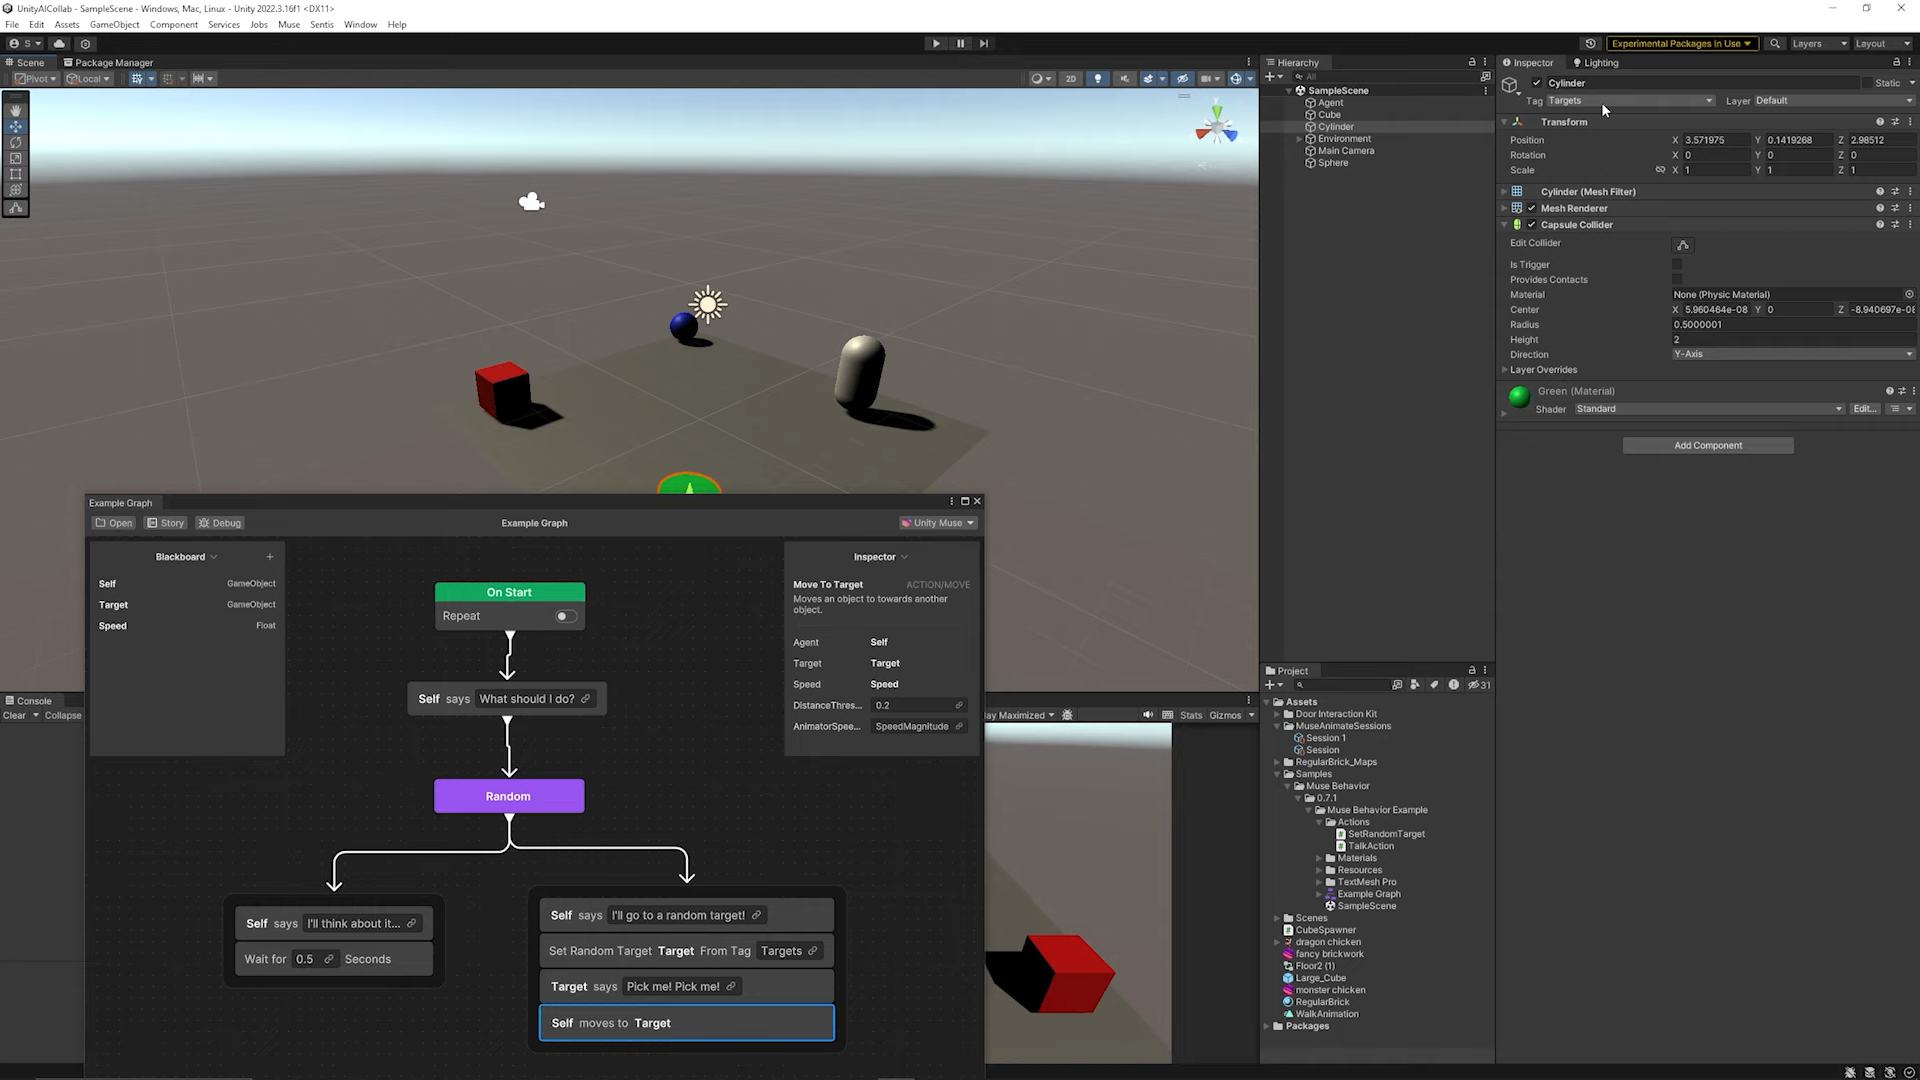 UnityAICollab - SampleScene - Windows, Mac, Linux - Unity 2022.3.16f1 <DX11>
File Edit Assets GameObject Component Services Jobs Muse Sentis Window Help
S
Experimental Packages In Use
Layers
Layout
Scene
Package Manager
Pivot
Local
2D
Hierarchy
All
SampleScene
Agent
Cube
Cylinder
Environment
Main Camera
Sphere
Inspector
Lighting
Cylinder
Static
Tag Targets
Layer Default
Transform
Position X 3.571975 Y 0.1419268 Z 2.98512
Rotation X 0 Y 0 Z 0
Scale X 1 Y 1 Z 1
Cylinder (Mesh Filter)
Mesh Renderer
Capsule Collider
Edit Collider
Is Trigger
Provides Contacts
Material None (Physic Material)
Center X 5.960464e-08 Y 0 Z -8.940697e-08
Radius 0.5000001
Height 2
Direction Y-Axis
Layer Overrides
Green (Material)
Shader Standard Edit...
Add Component
Example Graph
Open
Story
Debug
Example Graph
Unity Muse
Blackboard
Self GameObject
Target GameObject
Speed Float
On Start
Repeat
Self says What should I do?
Random
Self says I'll think about it...
Wait for 0.5 Seconds
Self says I'll go to a random target!
Set Random Target Target From Tag Targets
Target says Pick me! Pick me!
Self moves to Target
Inspector
Move To Target ACTION/MOVE
Moves an object to towards another
object.
Agent Self
Target Target
Speed Speed
DistanceThres... 0.2
AnimatorSpee... SpeedMagnitude
Console
Clear Collapse
lay Maximized
Stats Gizmos
Project
31
Assets
Door Interaction Kit
MuseAnimateSessions
Session 1
Session
RegularBrick_Maps
Samples
Muse Behavior
0.7.1
Muse Behavior Example
Actions
SetRandomTarget
TalkAction
Materials
Resources
TextMesh Pro
Example Graph
SampleScene
Scenes
CubeSpawner
dragon chicken
fancy brickwork
Floor2 (1)
Large_Cube
monster chicken
RegularBrick
WalkAnimation
Packages